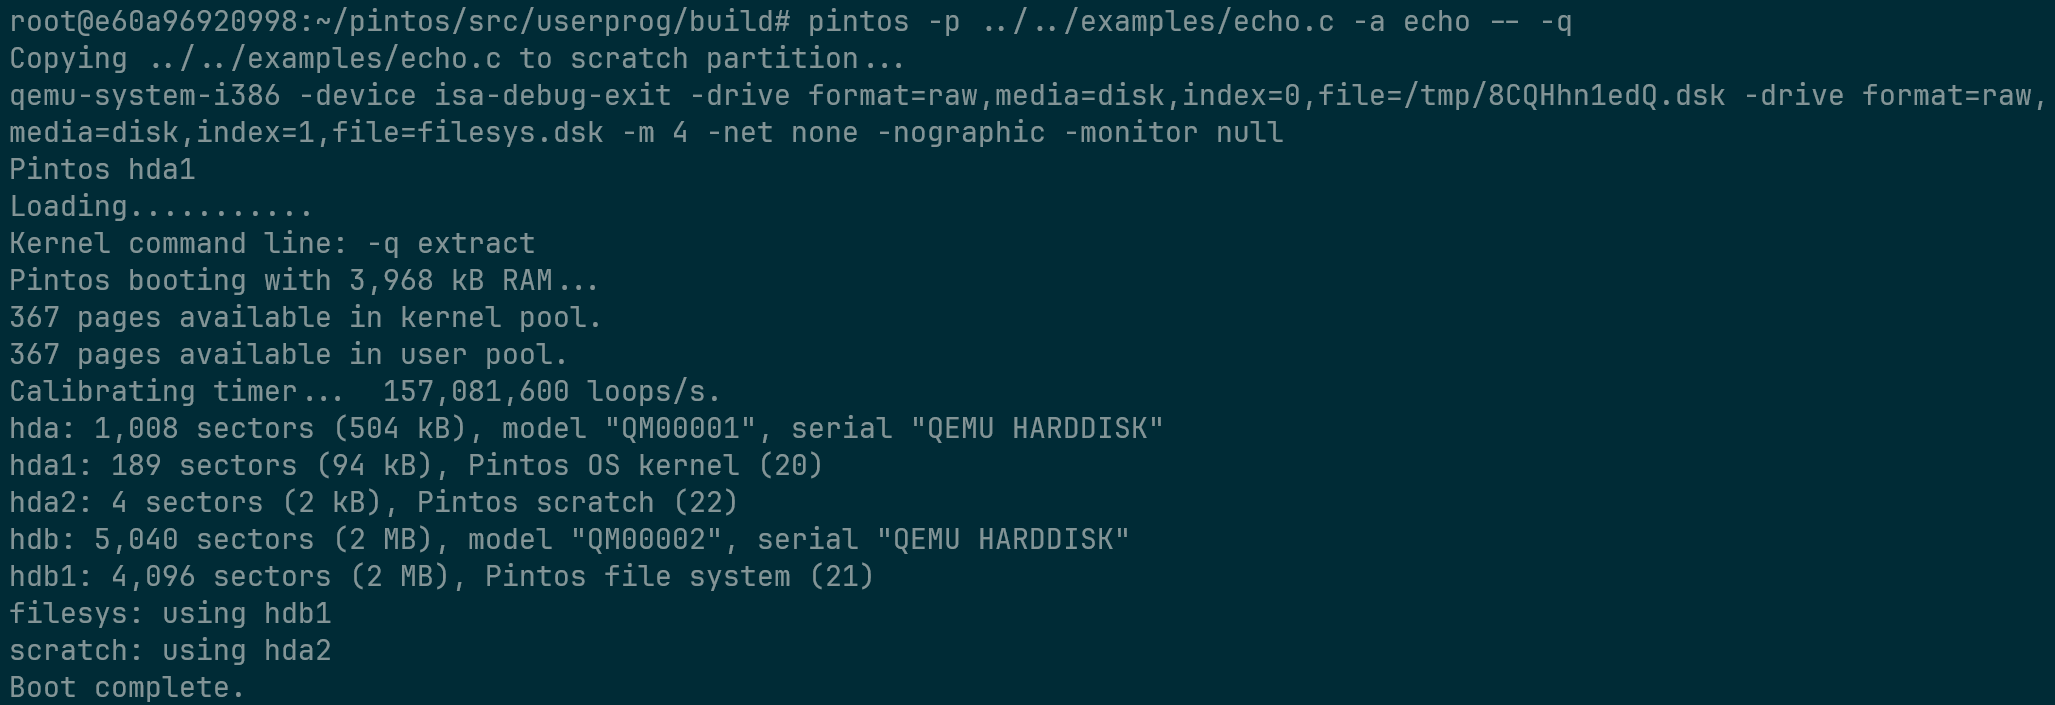 root@e60a96920998:~/pintos/src/userprog/build# pintos -p ../../examples/echo.c -a echo -- -q
Copying ../../examples/echo.c to scratch partition...
qemu-system-i386 -device isa-debug-exit -drive format=raw,media=disk,index=0,file=/tmp/8CQHhn1edQ.dsk -drive format=raw,
media=disk,index=1,file=filesys.dsk -m 4 -net none -nographic -monitor null
Pintos hda1
Loading...........
Kernel command line: -q extract
Pintos booting with 3,968 kB RAM...
367 pages available in kernel pool.
367 pages available in user pool.
Calibrating timer...  157,081,600 loops/s.
hda: 1,008 sectors (504 kB), model "QM00001", serial "QEMU HARDDISK"
hda1: 189 sectors (94 kB), Pintos OS kernel (20)
hda2: 4 sectors (2 kB), Pintos scratch (22)
hdb: 5,040 sectors (2 MB), model "QM00002", serial "QEMU HARDDISK"
hdb1: 4,096 sectors (2 MB), Pintos file system (21)
filesys: using hdb1
scratch: using hda2
Boot complete.